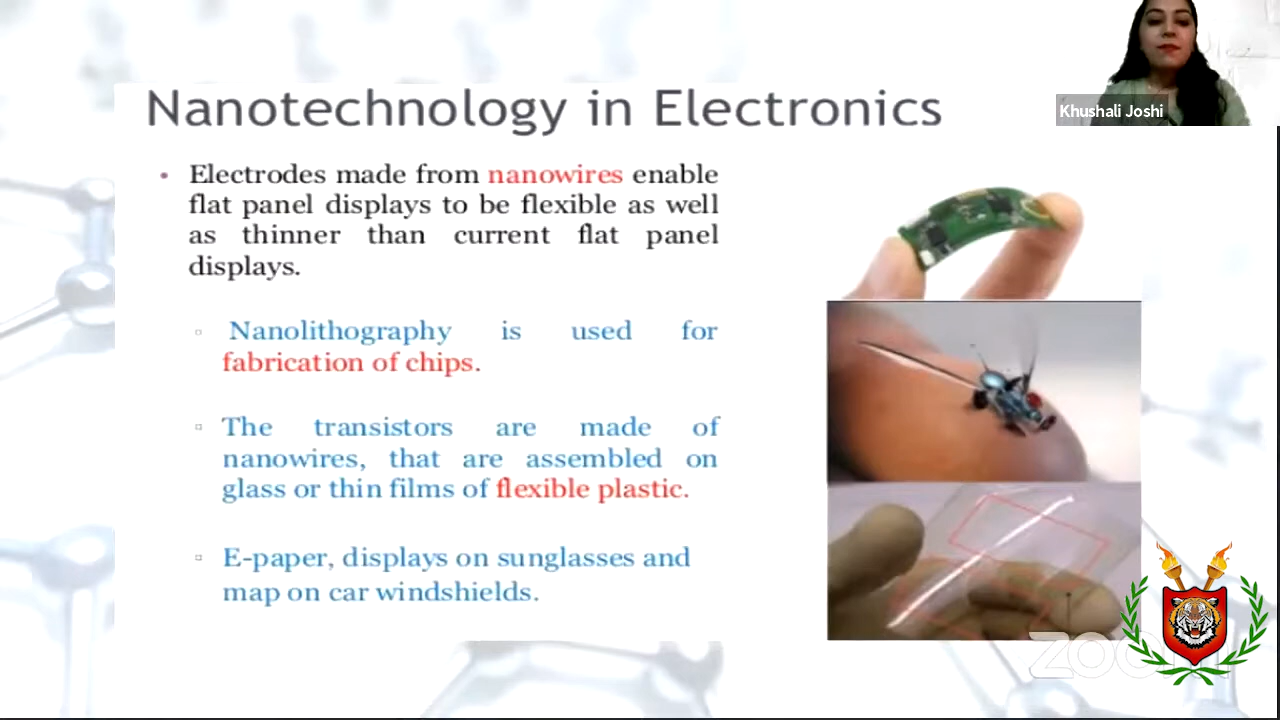 Khushali Joshi
Nanotechnology in Electronics
• Electrodes made from nanowires enable
flat panel displays to be flexible as well
as thinner than current flat panel
displays.
▫ Nanolithography is used for
fabrication of chips.
▫ The transistors are made of
nanowires, that are assembled on
glass or thin films of flexible plastic.
▫ E-paper, displays on sunglasses and
map on car windshields.
zoom